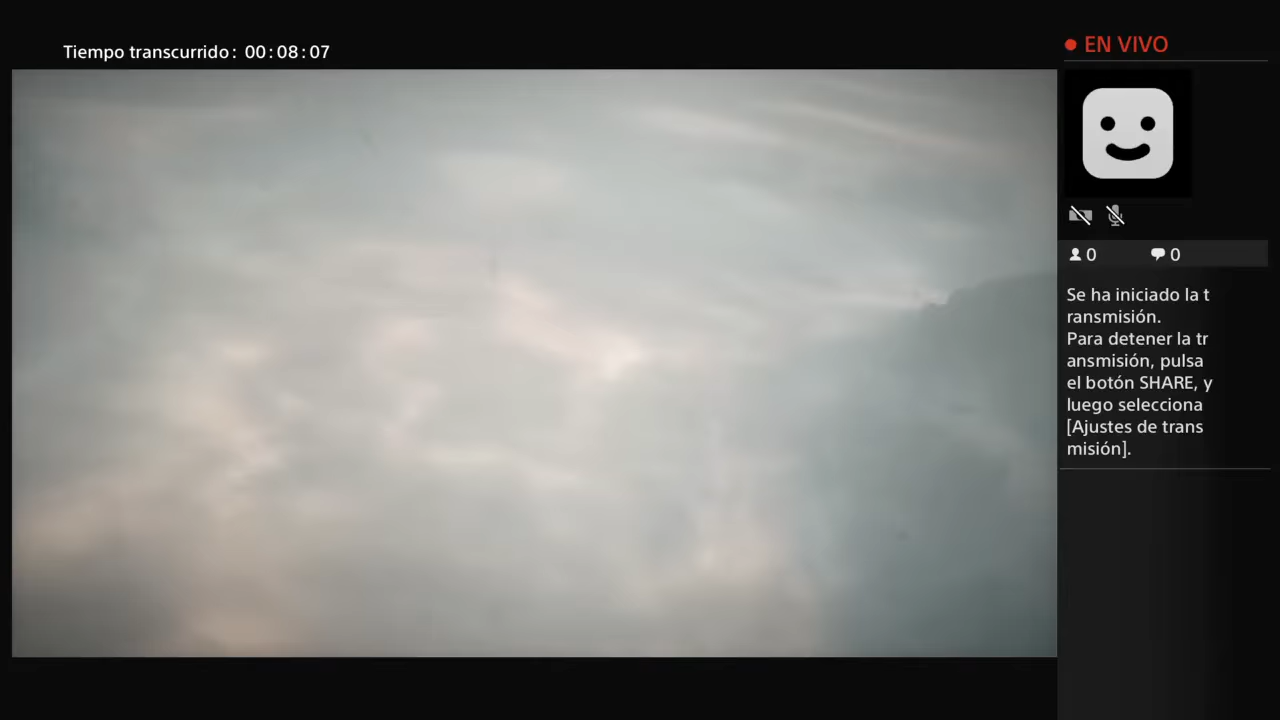 Tiempo transcurrido: 00:08:07
EN VIVO
0 0
Se ha iniciado la t
ransmisión.
Para detener la tr
ansmisión, pulsa
el botón SHARE, y
luego selecciona
[Ajustes de trans
misión].